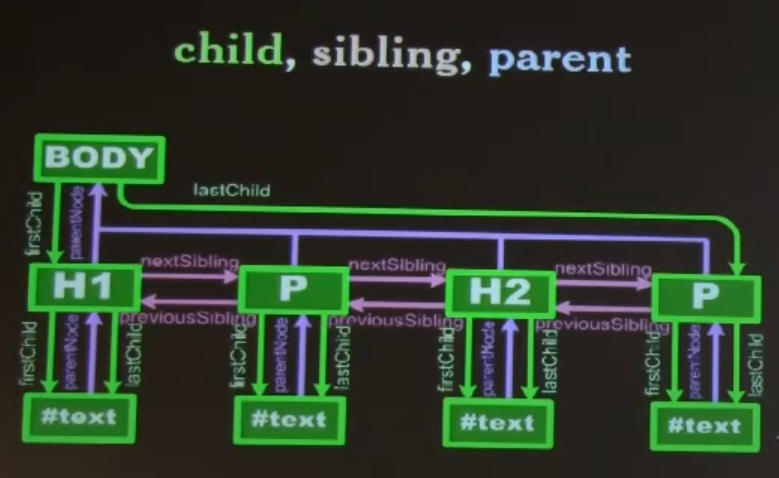 child, sibling, parent
BODY
lastChild
firstChild
parentNode
nextSibling
nextSibling
nextSibling
H1
P
H2
P
previousSibling
previousSibling
previousSibling
firstChild
parentNode
lastChild
firstChild
parentNode
lastChild
firstChild
parentNode
lastChild
firstChild
parentNode
lastChild
#text
#text
#text
#text